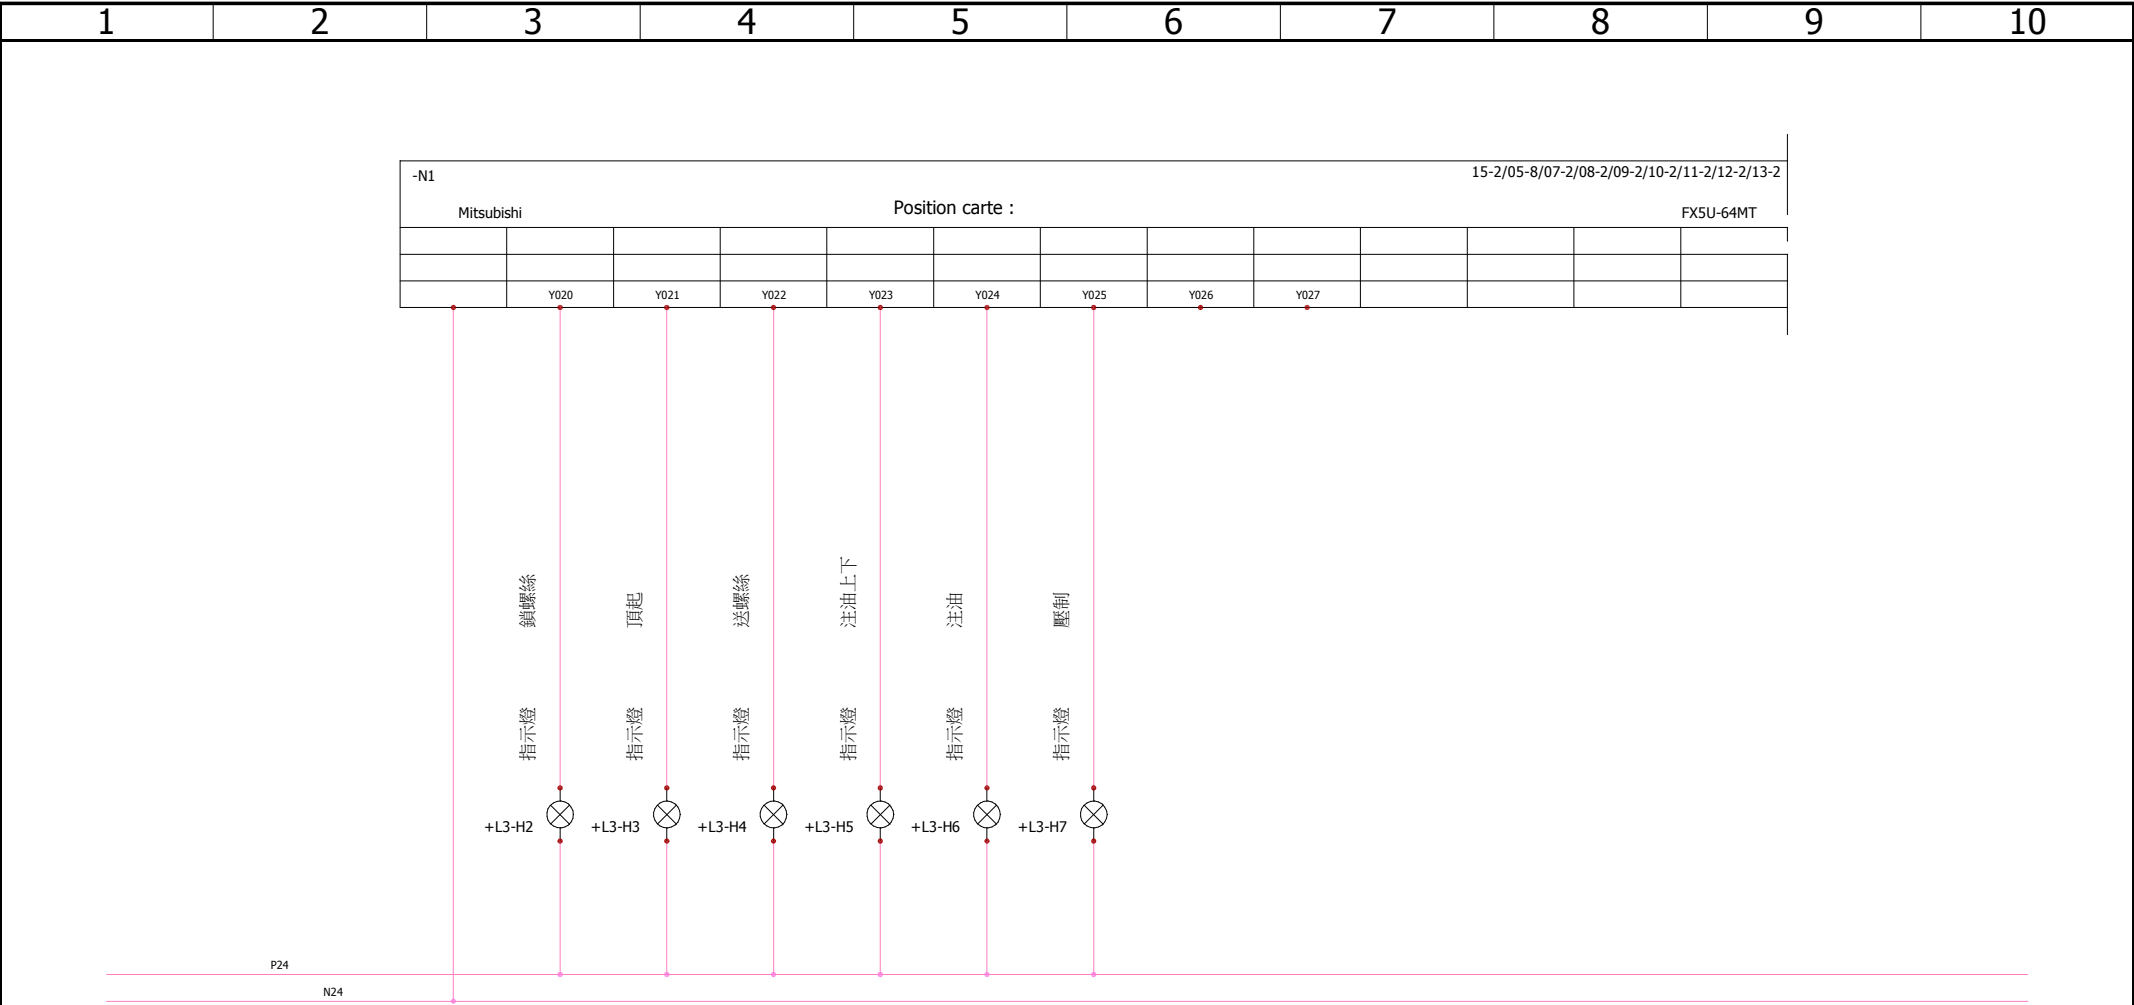 1 2 3 4 5 6 7 8 9 10
-N1 15-2/05-8/07-2/08-2/09-2/10-2/11-2/12-2/13-2
Mitsubishi Position carte : FX5U-64MT
Y020 Y021 Y022 Y023 Y024 Y025 Y026 Y027
鎖螺絲 頂起 送螺絲 注油上下 注油 壓制
指示燈 指示燈 指示燈 指示燈 指示燈 指示燈
+L3-H2 +L3-H3 +L3-H4 +L3-H5 +L3-H6 +L3-H7
P24
N24